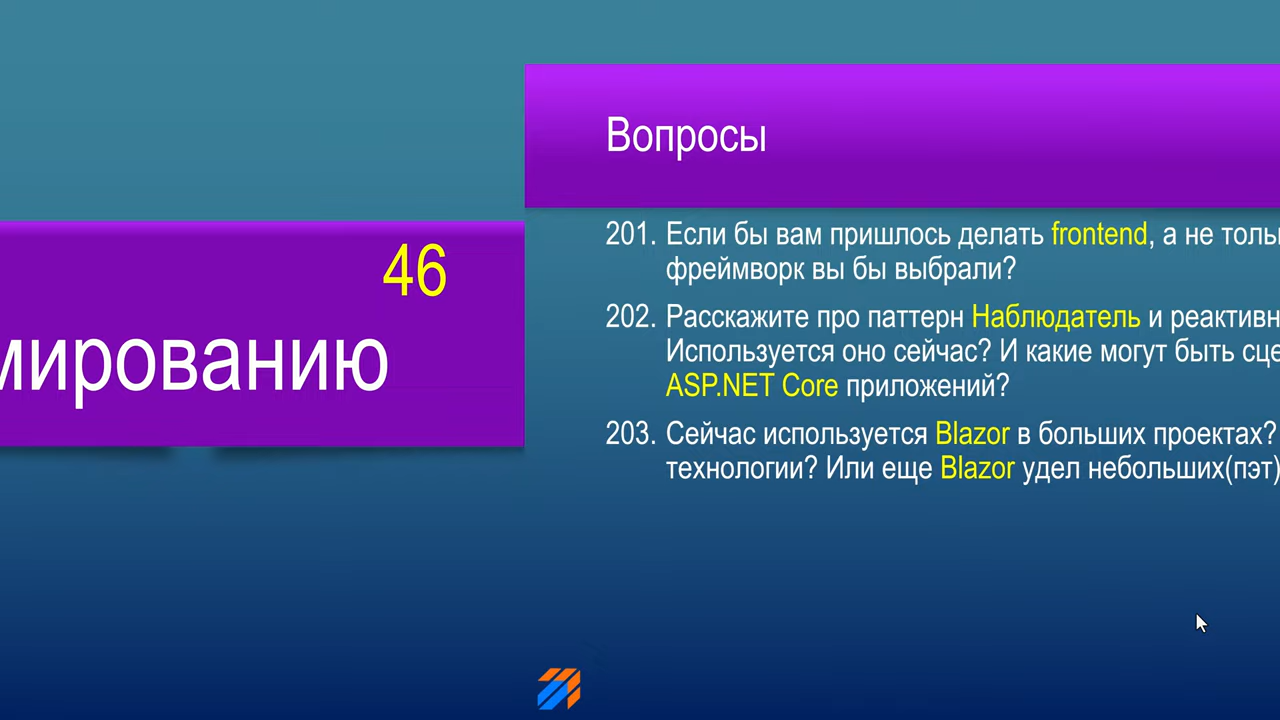 46
мированию
Вопросы
201. Если бы вам пришлось делать frontend, а не толь
фреймворк вы бы выбрали?
202. Расскажите про паттерн Наблюдатель и реактивн
Используется оно сейчас? И какие могут быть сце
ASP.NET Core приложений?
203. Сейчас используется Blazor в больших проектах?
технологии? Или еще Blazor удел небольших(пэт)